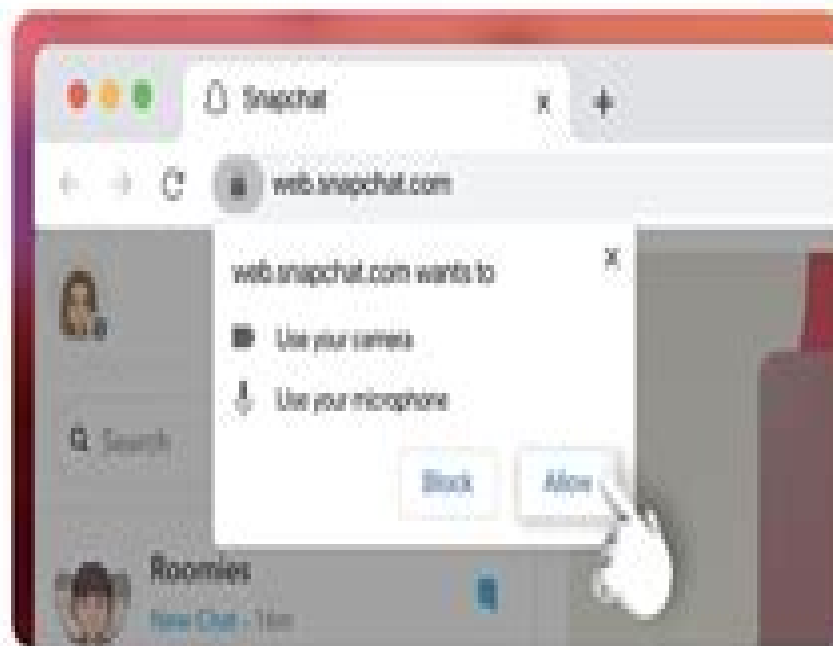 Snapchat
web.snapchat.com
web.snapchat.com wants to
Use your camera
Use your microphone
Search
Block Allow
Roomies
New Chat - 16m